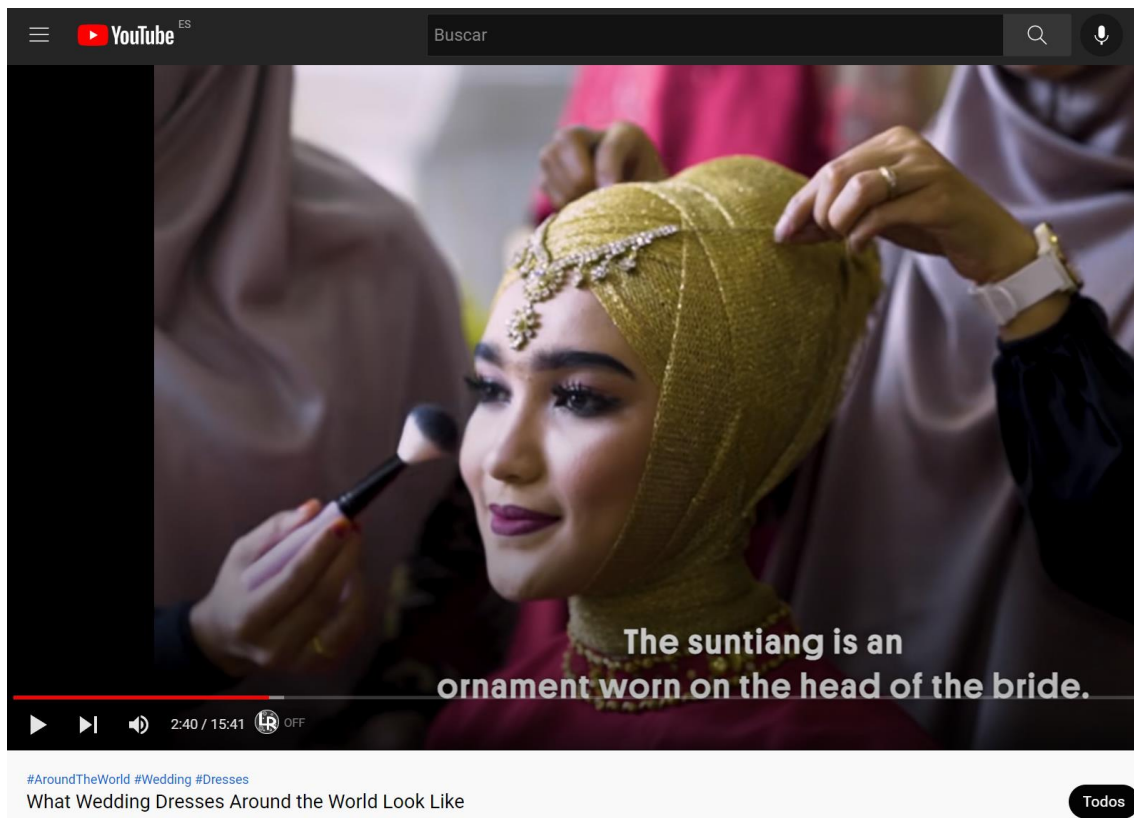 YouTube ES
Buscar
The suntiang is an
ornament worn on the head of the bride.
2:40 / 15:41 LR OFF
#AroundTheWorld #Wedding #Dresses
What Wedding Dresses Around the World Look Like
Todos